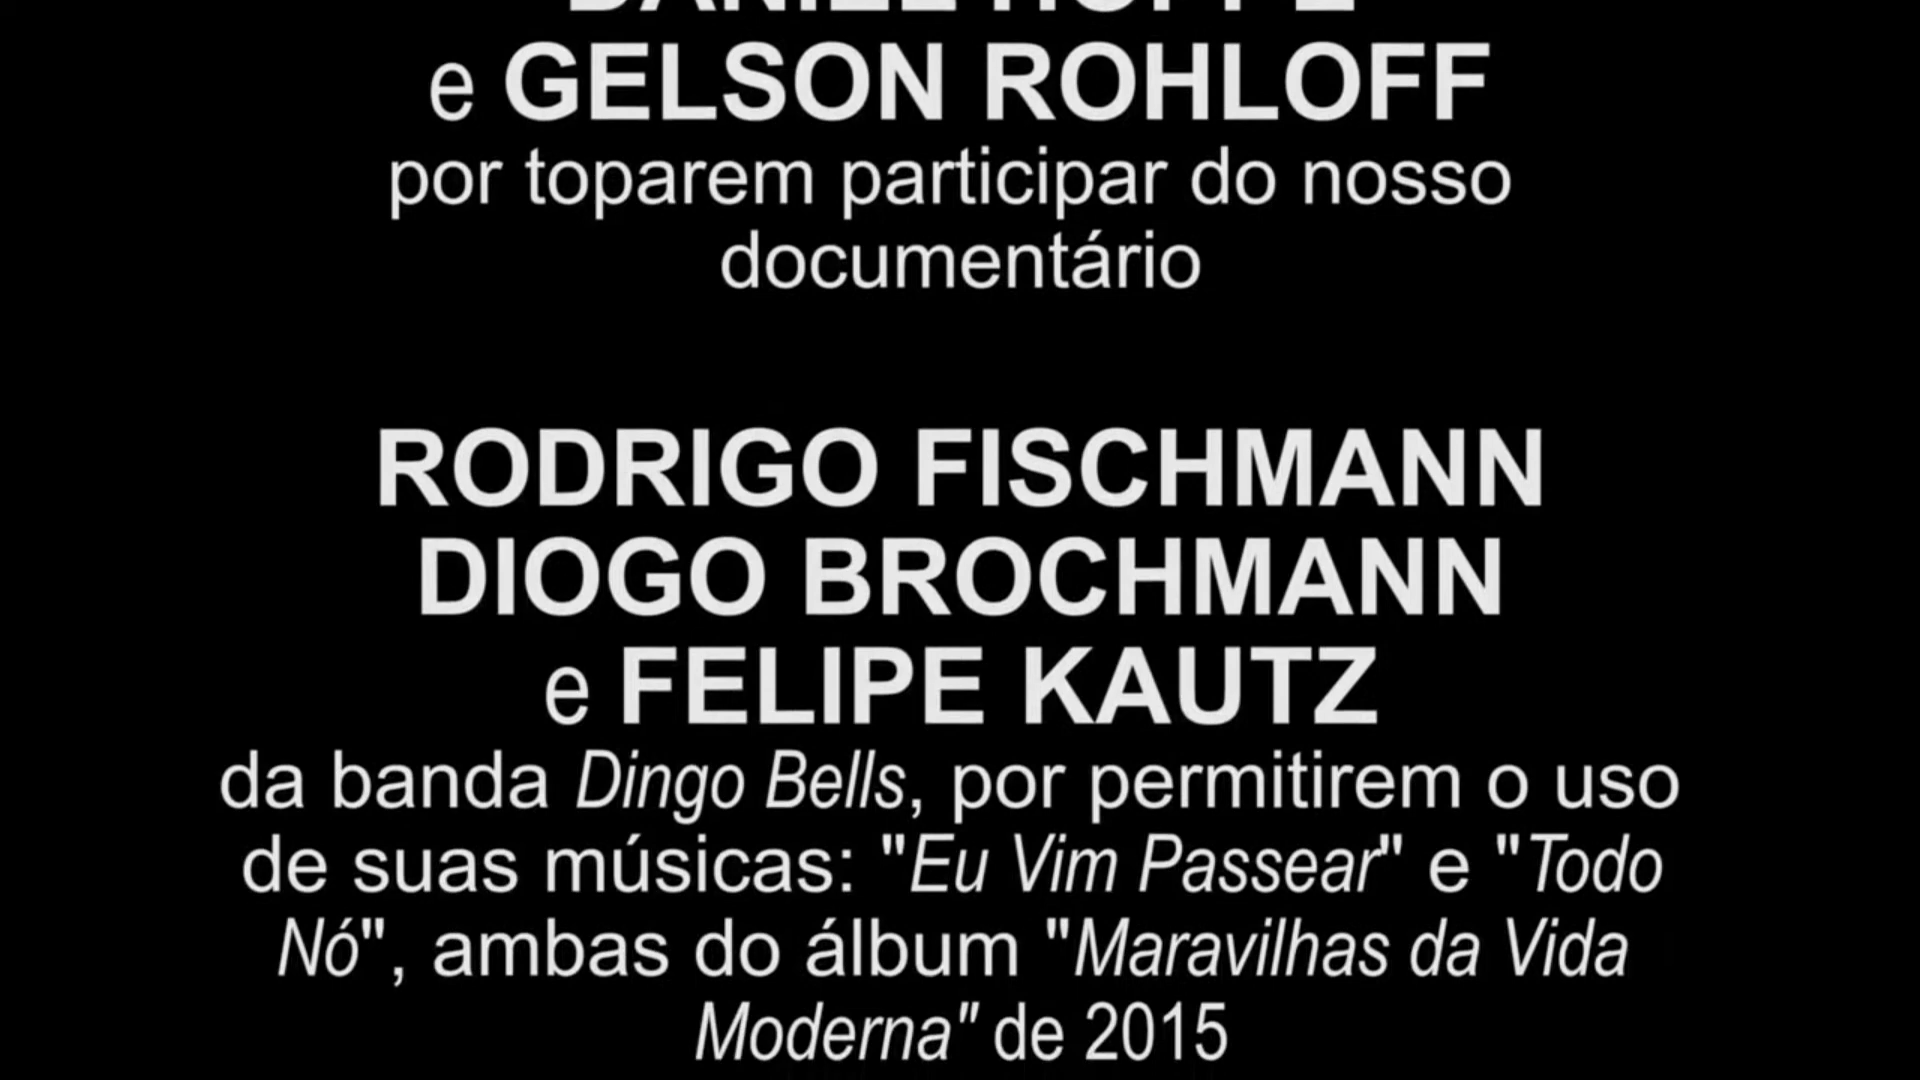 DANIEL HOPPE
e GELSON ROHLOFF
por toparem participar do nosso
documentário
RODRIGO FISCHMANN
DIOGO BROCHMANN
e FELIPE KAUTZ
da banda Dingo Bells, por permitirem o uso
de suas músicas: "Eu Vim Passear" e "Todo
Nó", ambas do álbum "Maravilhas da Vida
Moderna" de 2015